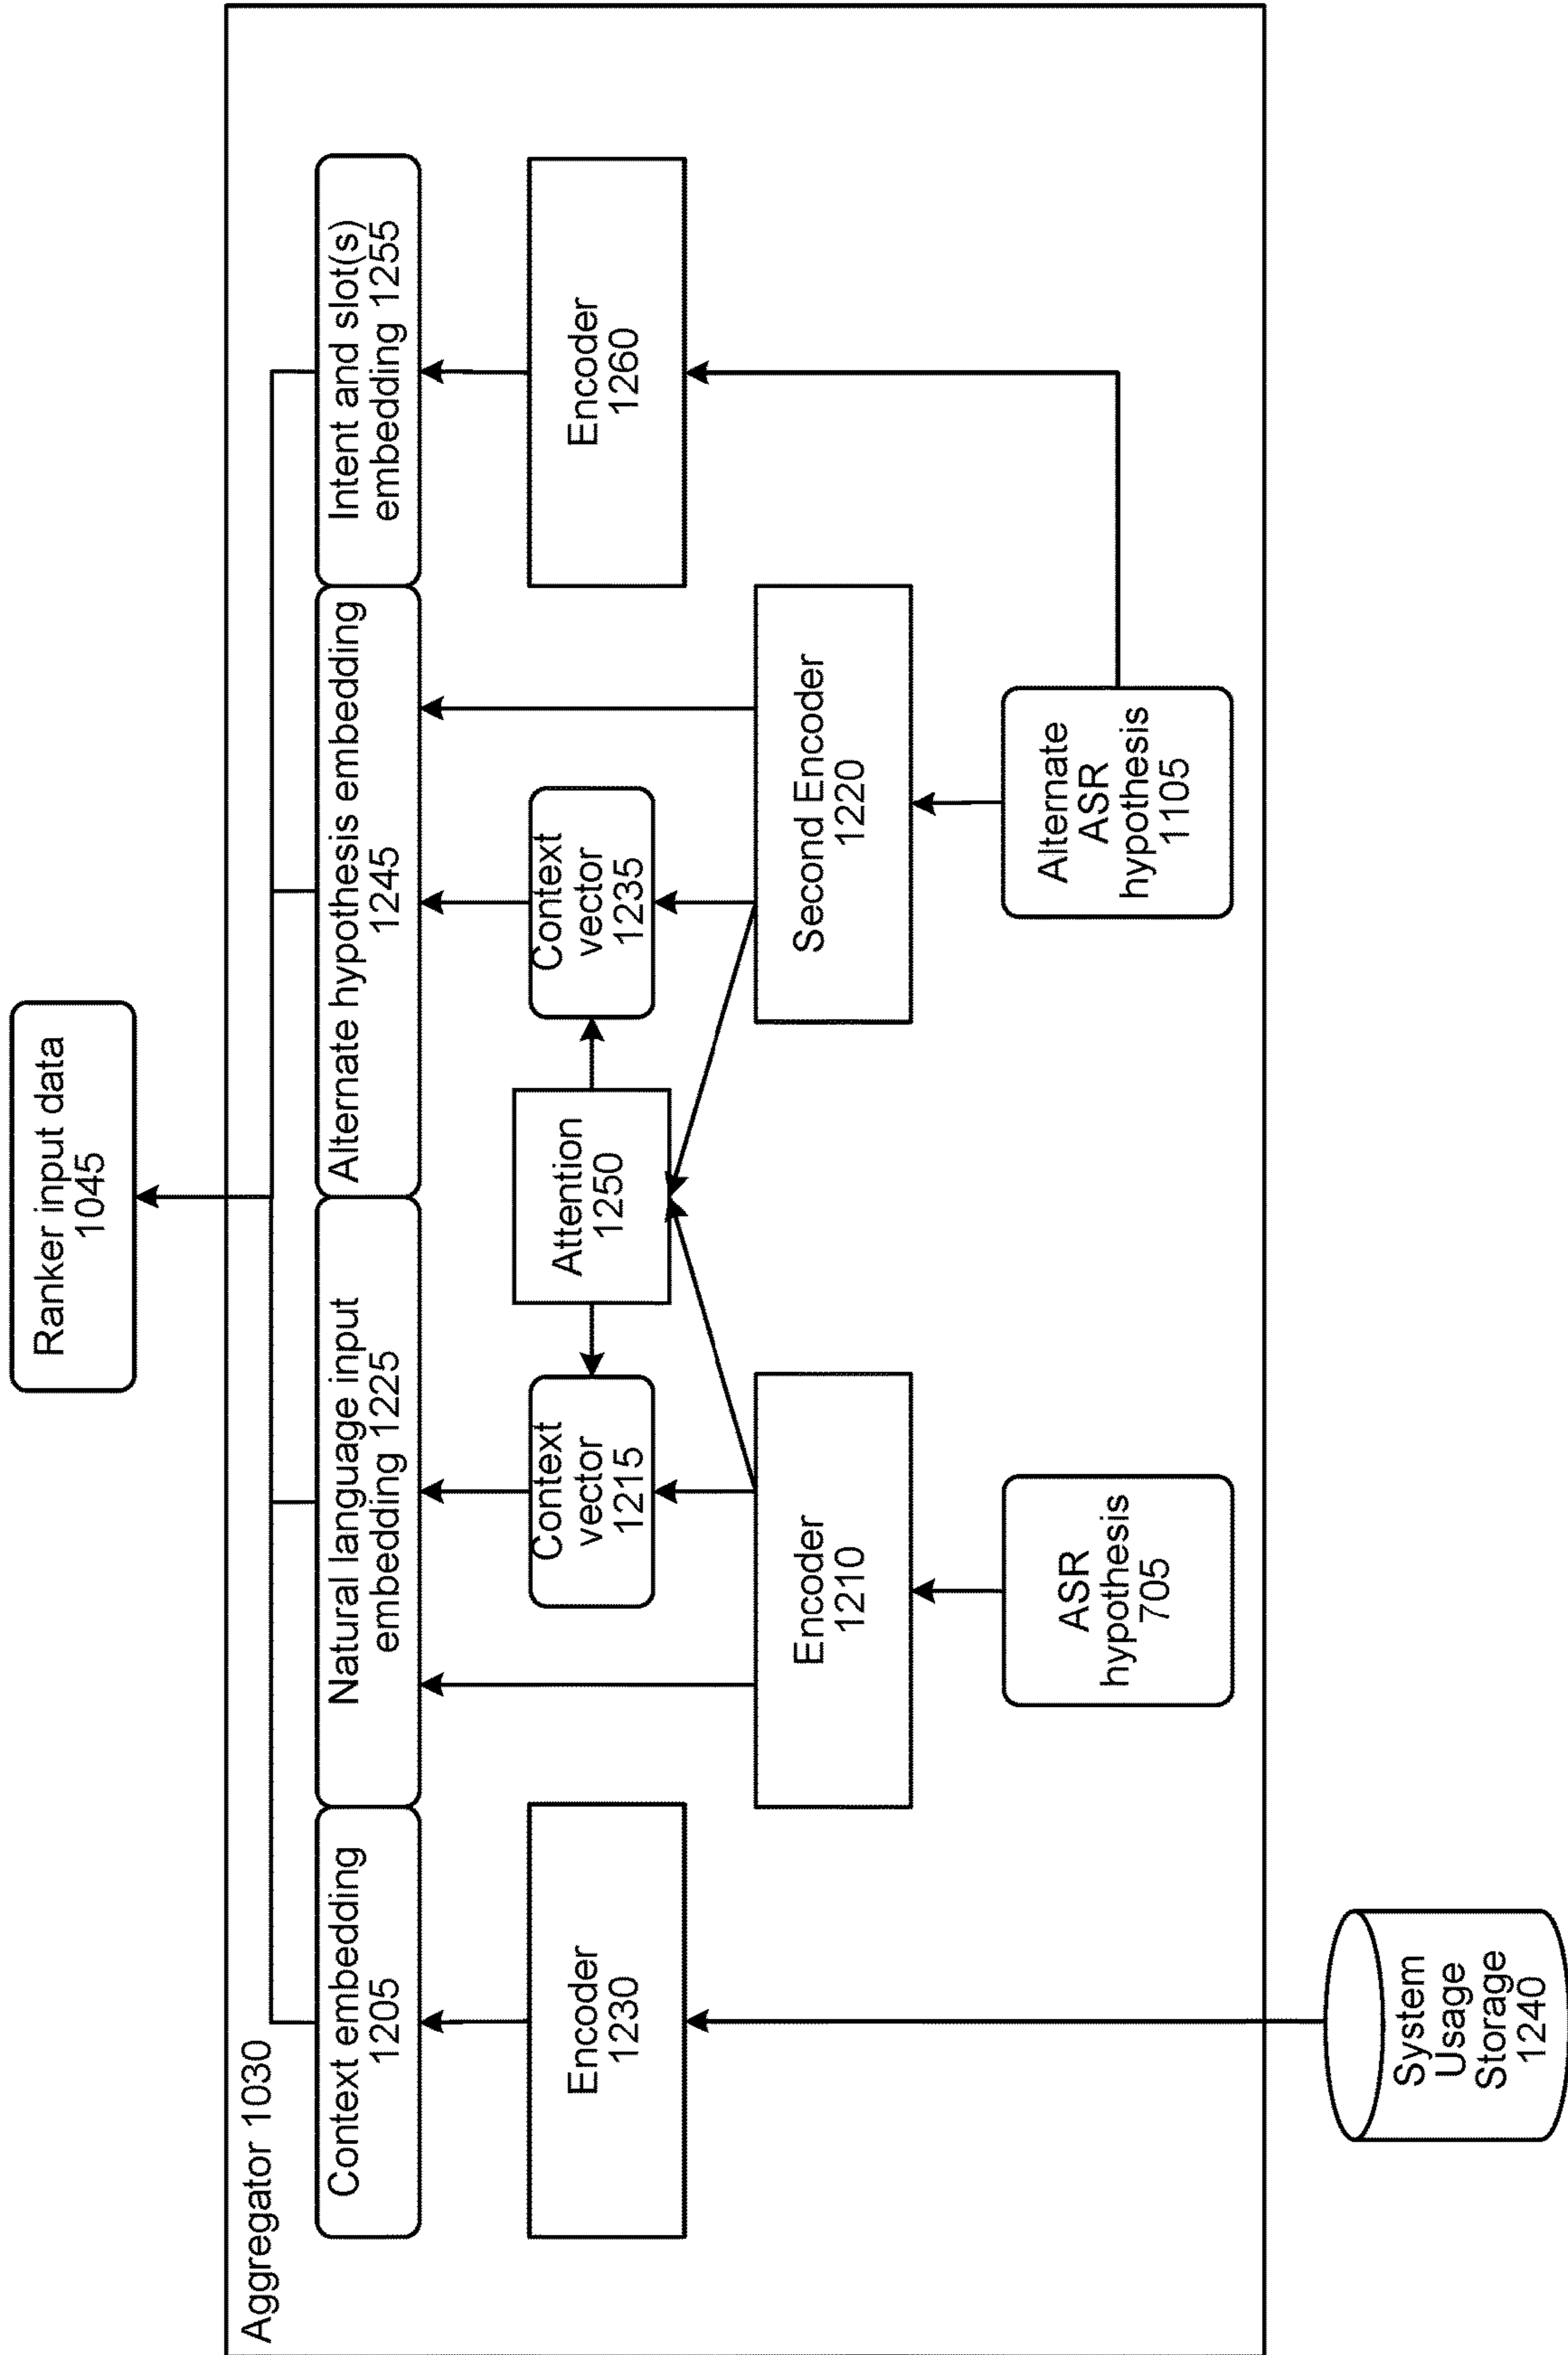 Ranker input data
1045
Aggregator 1030
Context embedding
1205
Natural language input
embedding 1225
Alternate hypothesis embedding
1245
Intent and slot(s)
embedding 1255
Encoder
1230
Context
vector
1215
Attention
1250
Context
vector
1235
Encoder
1260
Encoder
1210
Second Encoder
1220
ASR
hypothesis
705
Alternate
ASR
hypothesis
1105
System
Usage
Storage
1240